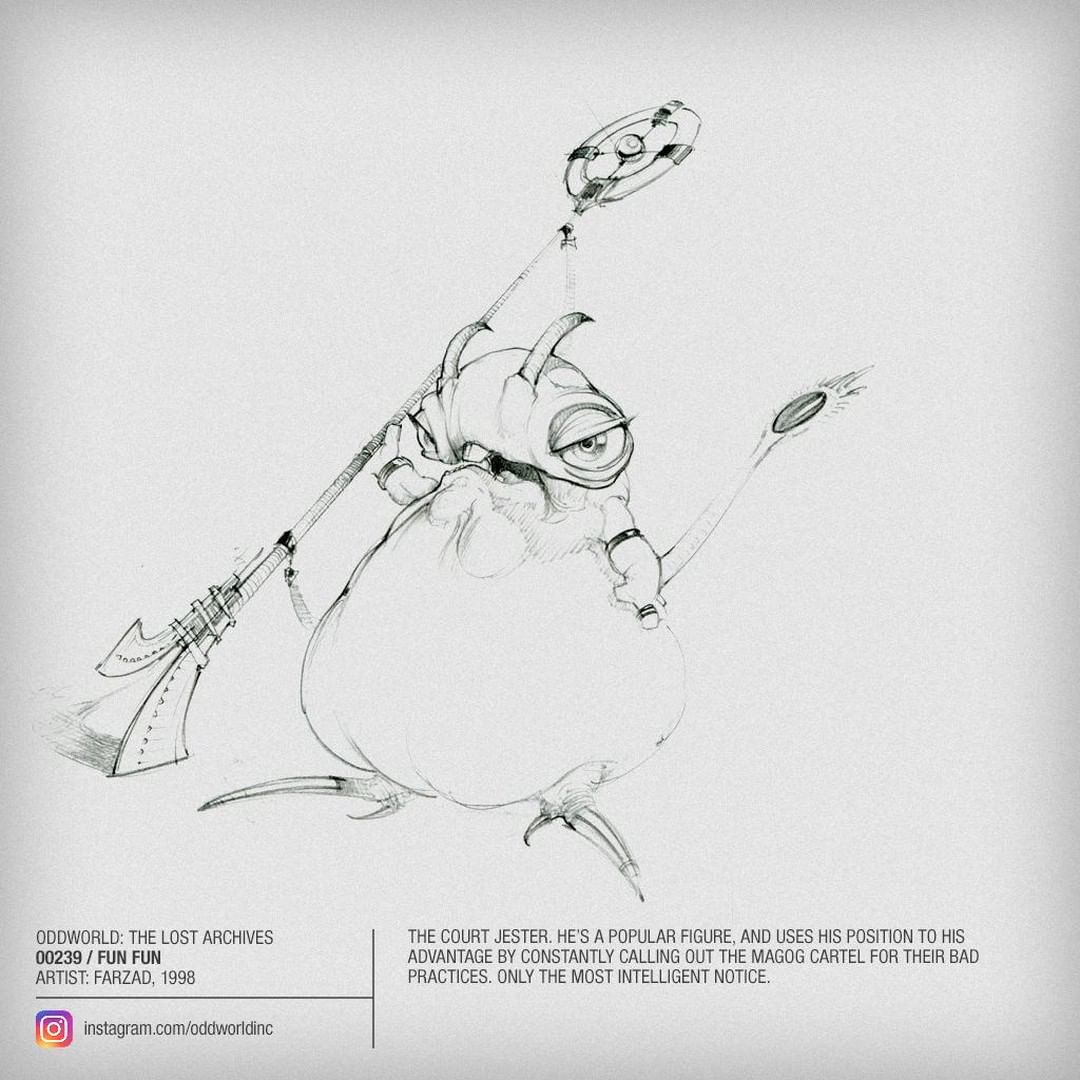 ODDWORLD: THE LOST ARCHIVES
00239 / FUN FUN
ARTIST: FARZAD, 1998
instagram.com/oddworldinc
THE COURT JESTER. HE'S A POPULAR FIGURE, AND USES HIS POSITION TO HIS
ADVANTAGE BY CONSTANTLY CALLING OUT THE MAGOG CARTEL FOR THEIR BAD
PRACTICES. ONLY THE MOST INTELLIGENT NOTICE.